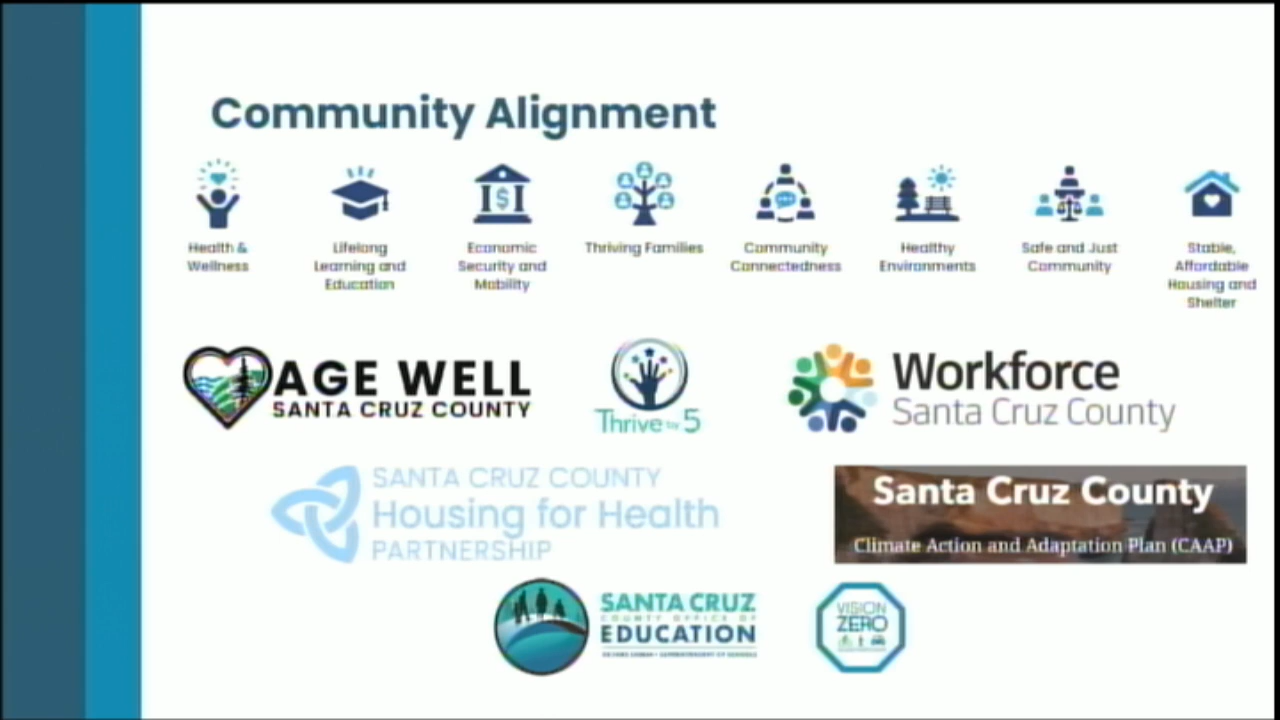 Community Alignment
Health &
Wellness
Lifelong
Learning and
Education
Economic
Security and
Mobility
Thriving Families
Community
Connectedness
Healthy
Environments
Safe and Just
Community
Stable,
Affordable
Housing and
Shelter
AGE WELL
SANTA CRUZ COUNTY
Thrive by 5
Workforce
Santa Cruz County
SANTA CRUZ COUNTY
Housing for Health
PARTNERSHIP
Santa Cruz County
Climate Action and Adaptation Plan (CAAP)
SANTA CRUZ
COUNTY OFFICE OF
EDUCATION
VISION
ZERO